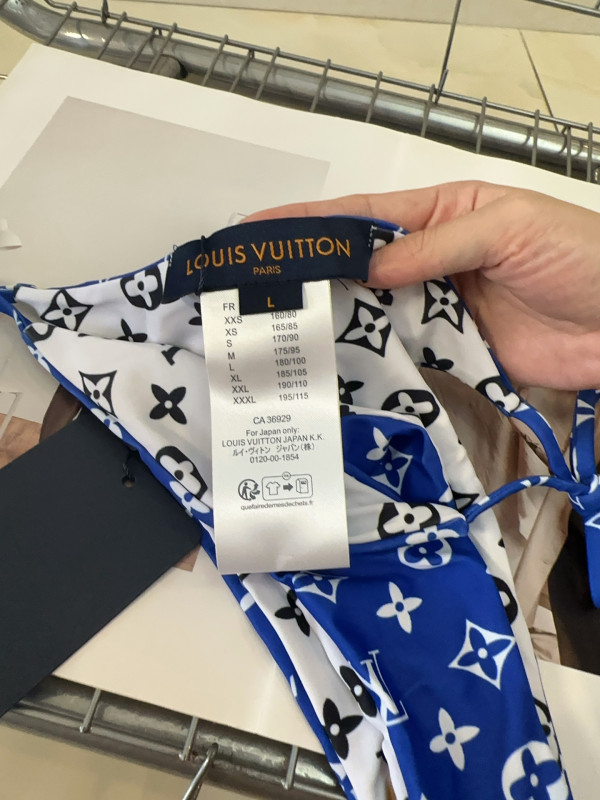 LOUIS VUITTON
PARIS
L
FR
XXS 160/80
XS 165/85
S 170/90
M 175/95
L 180/100
XL 185/105
XXL 190/110
XXXL 195/115
CA 36929
For Japan only:
LOUIS VUITTON JAPAN K.K.
ルイ・ヴィトン ジャパン(株)
0120-00-1854
quefairedemesdechets.fr